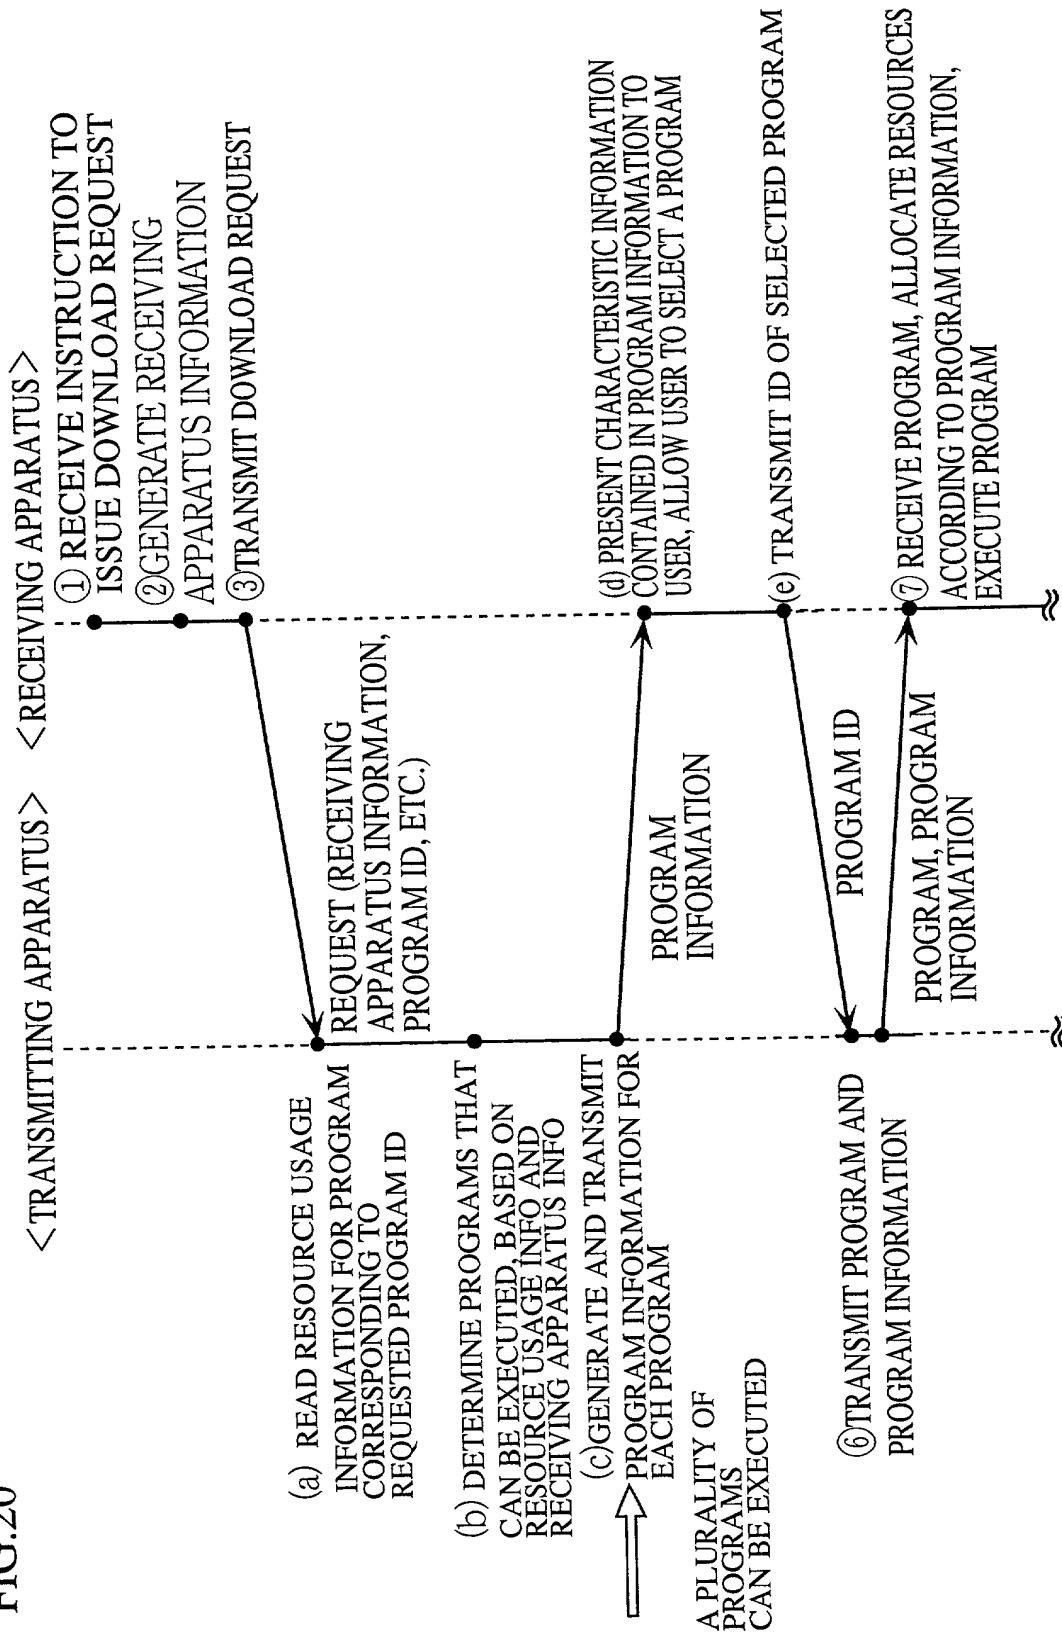 FIG.20
<TRANSMITTING APPARATUS>
<RECEIVING APPARATUS>
① RECEIVE INSTRUCTION TO
ISSUE DOWNLOAD REQUEST
②GENERATE RECEIVING
APPARATUS INFORMATION
③TRANSMIT DOWNLOAD REQUEST
REQUEST (RECEIVING
APPARATUS INFORMATION,
PROGRAM ID, ETC.)
(a) READ RESOURCE USAGE
INFORMATION FOR PROGRAM
CORRESPONDING TO
REQUESTED PROGRAM ID
(b) DETERMINE PROGRAMS THAT
CAN BE EXECUTED, BASED ON
RESOURCE USAGE INFO AND
RECEIVING APPARATUS INFO
(c)GENERATE AND TRANSMIT
PROGRAM INFORMATION FOR
EACH PROGRAM
A PLURALITY OF
PROGRAMS
CAN BE EXECUTED
PROGRAM
INFORMATION
(d) PRESENT CHARACTERISTIC INFORMATION
CONTAINED IN PROGRAM INFORMATION TO
USER, ALLOW USER TO SELECT A PROGRAM
(e) TRANSMIT ID OF SELECTED PROGRAM
PROGRAM ID
⑥TRANSMIT PROGRAM AND
PROGRAM INFORMATION
PROGRAM, PROGRAM
INFORMATION
⑦ RECEIVE PROGRAM, ALLOCATE RESOURCES
ACCORDING TO PROGRAM INFORMATION,
EXECUTE PROGRAM